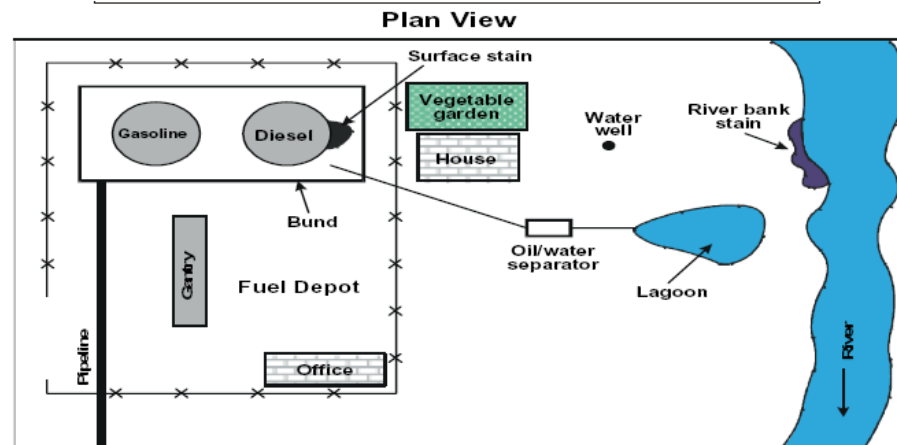 Plan View
Surface stain
Gasoline
Diesel
Vegetable
garden
House
Water
well
River bank
stain
Bund
Gantry
Fuel Depot
Oil/water
separator
Lagoon
Pipeline
Office
River